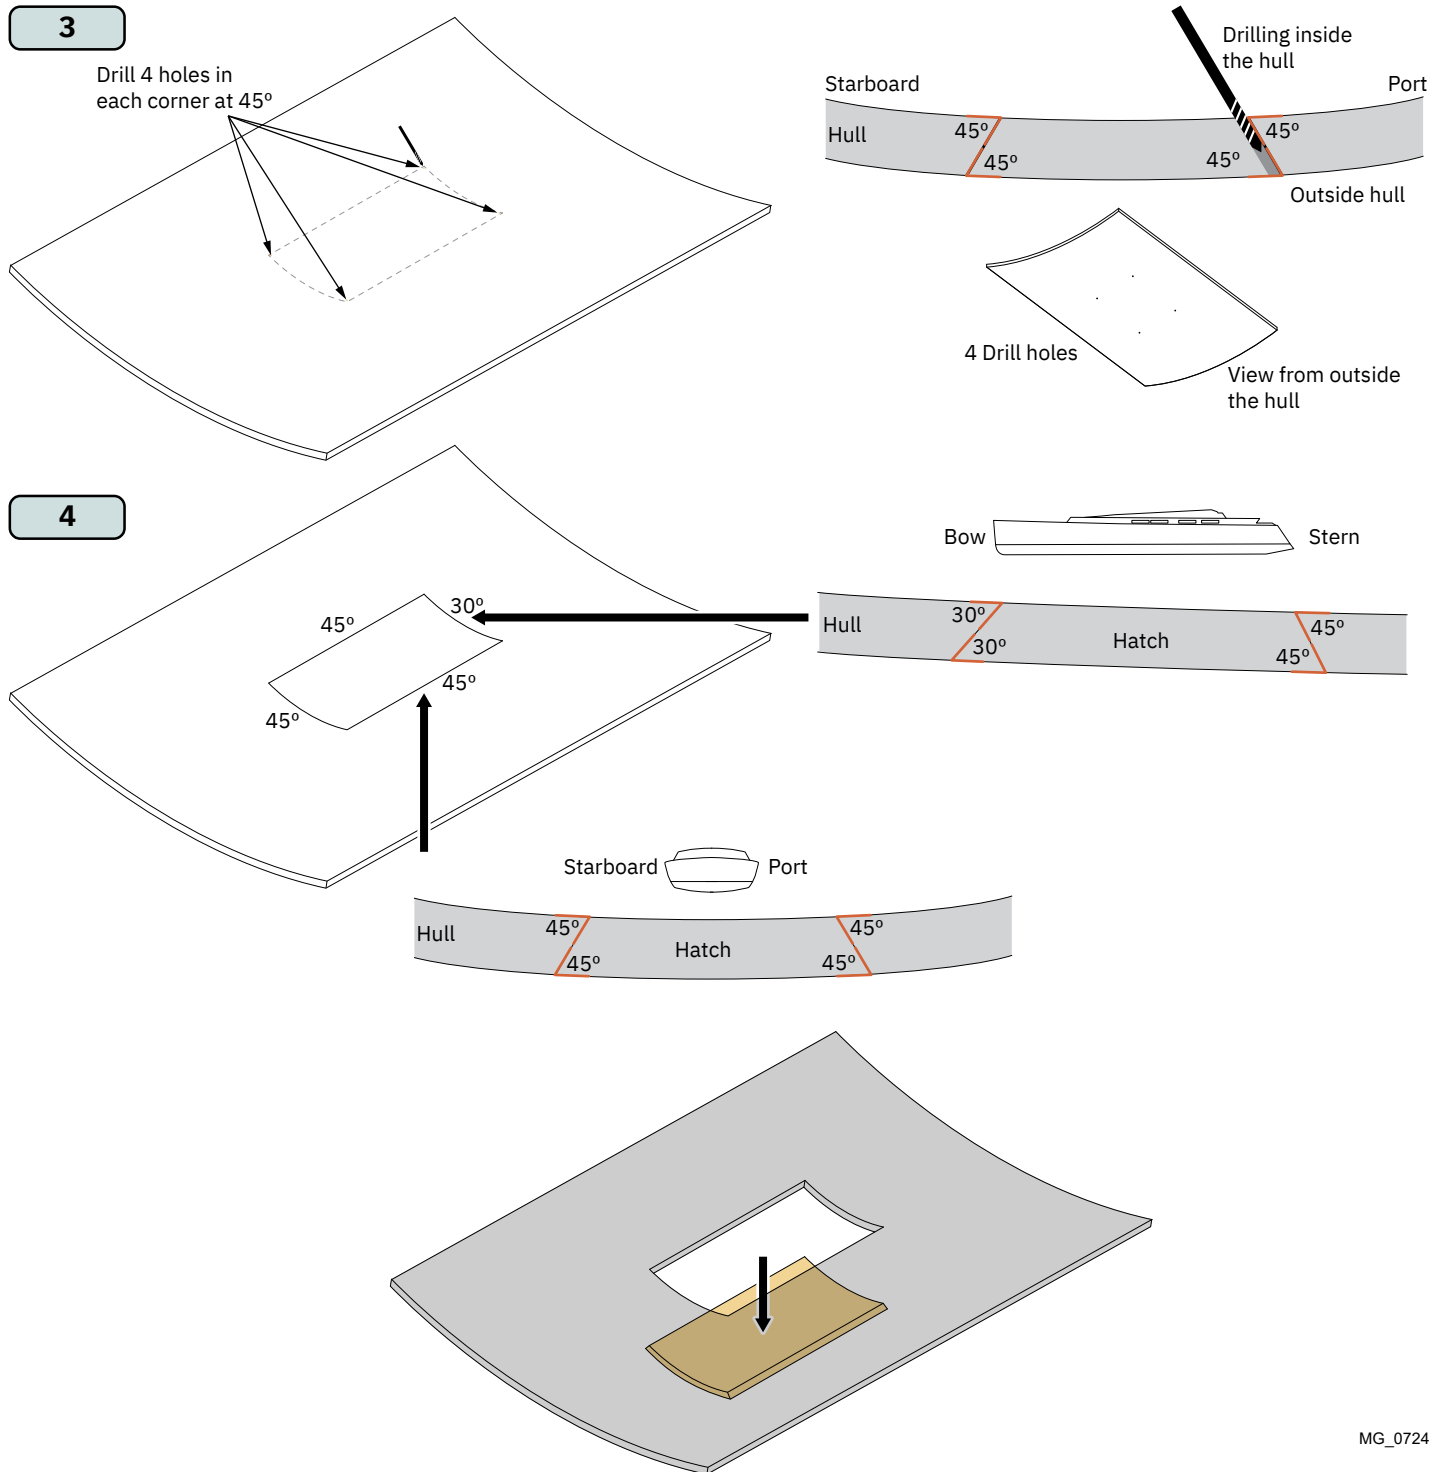 3
Drill 4 holes in
each corner at 45º
Drilling inside
the hull
Starboard
Port
Hull
45º
45º
45º
45º
Outside hull
4 Drill holes
View from outside
the hull
4
Bow
Stern
30º
45º
45º
45º
Hull
30º
30º
Hatch
45º
45º
Starboard
Port
Hull
45º
45º
Hatch
45º
45º
MG_0724